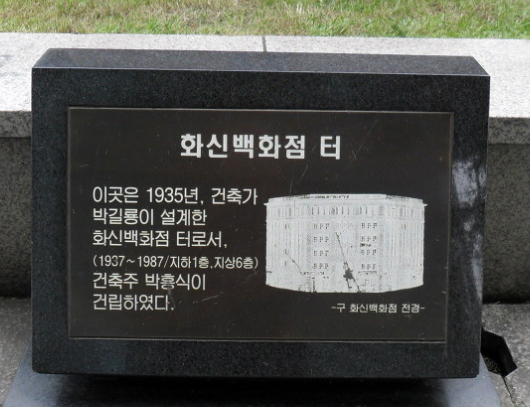 화신백화점 터
이곳은 1935년, 건축가
박길룡이 설계한
화신백화점 터로서,
(1937~1987/지하1층,지상6층)
건축주 박흥식이
건립하였다.
-구 화신백화점 전경-